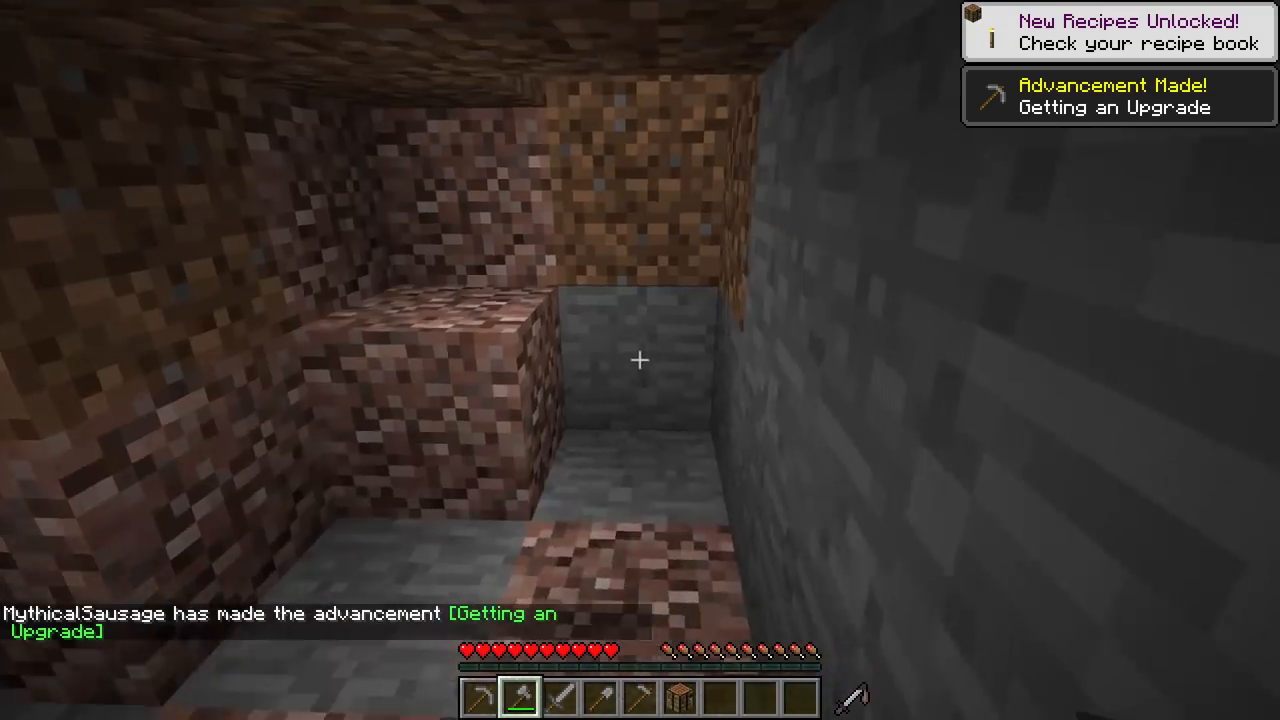 New Recipes Unlocked!
Check your recipe book
Advancement Made!
Getting an Upgrade
MythicalSausage has made the advancement [Getting an
Upgrade]